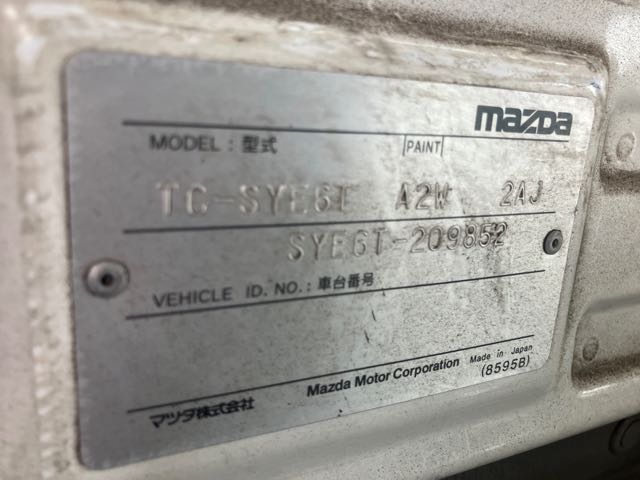 mazda
MODEL : 型式 PAINT
TC-SYE6T A2W 2AJ
SYE6T-209852
VEHICLE ID. NO. : 車台番号
マツダ株式会社 Mazda Motor Corporation Made in Japan
(8595B)